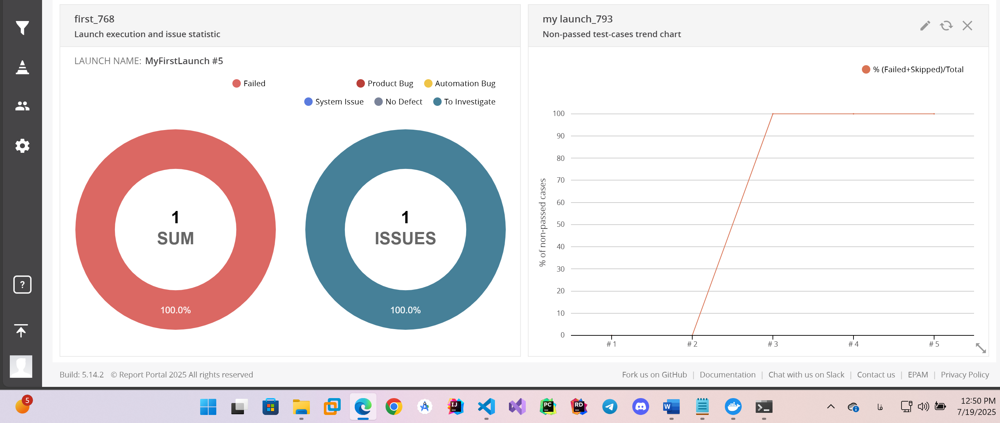 first_768
Launch execution and issue statistic
LAUNCH NAME: MyFirstLaunch #5
Failed
Product Bug Automation Bug
System Issue No Defect To Investigate
1
SUM
100.0%
1
ISSUES
100.0%
my launch_793
Non-passed test-cases trend chart
% (Failed+Skipped)/Total
% of non-passed cases
100
90
80
70
60
50
40
30
20
10
0
#1 #2 #3 #4 #5
?
Build: 5.14.2 © Report Portal 2025 All rights reserved
Fork us on GitHub | Documentation | Chat with us on Slack | Contact us | EPAM | Privacy Policy
5
IJ
PC
RD
W
فا
12:50 PM
7/19/2025